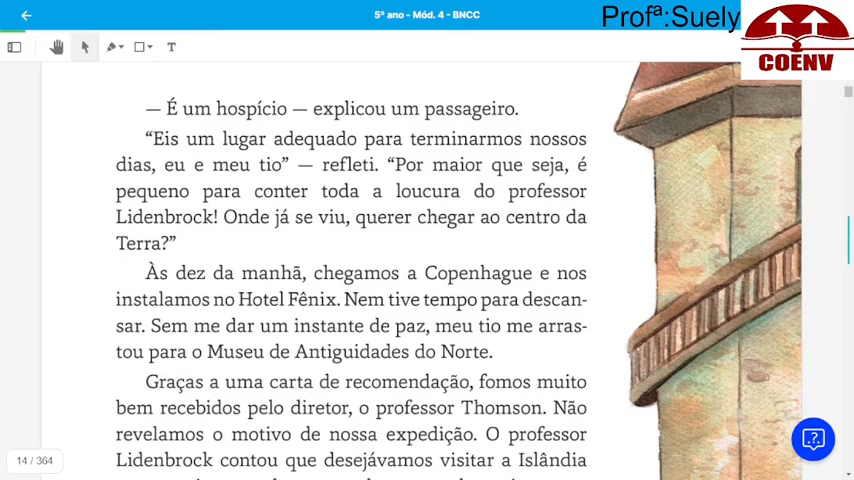 5º ano - Mód. 4 - BNCC
Profª:Suely
COENV
T
— É um hospício — explicou um passageiro.
“Eis um lugar adequado para terminarmos nossos
dias, eu e meu tio” — refleti. “Por maior que seja, é
pequeno para conter toda a loucura do professor
Lidenbrock! Onde já se viu, querer chegar ao centro da
Terra?”
Às dez da manhã, chegamos a Copenhague e nos
instalamos no Hotel Fênix. Nem tive tempo para descan-
sar. Sem me dar um instante de paz, meu tio me arras-
tou para o Museu de Antiguidades do Norte.
Graças a uma carta de recomendação, fomos muito
bem recebidos pelo diretor, o professor Thomson. Não
revelamos o motivo de nossa expedição. O professor
Lidenbrock contou que desejávamos visitar a Islândia
14 / 364